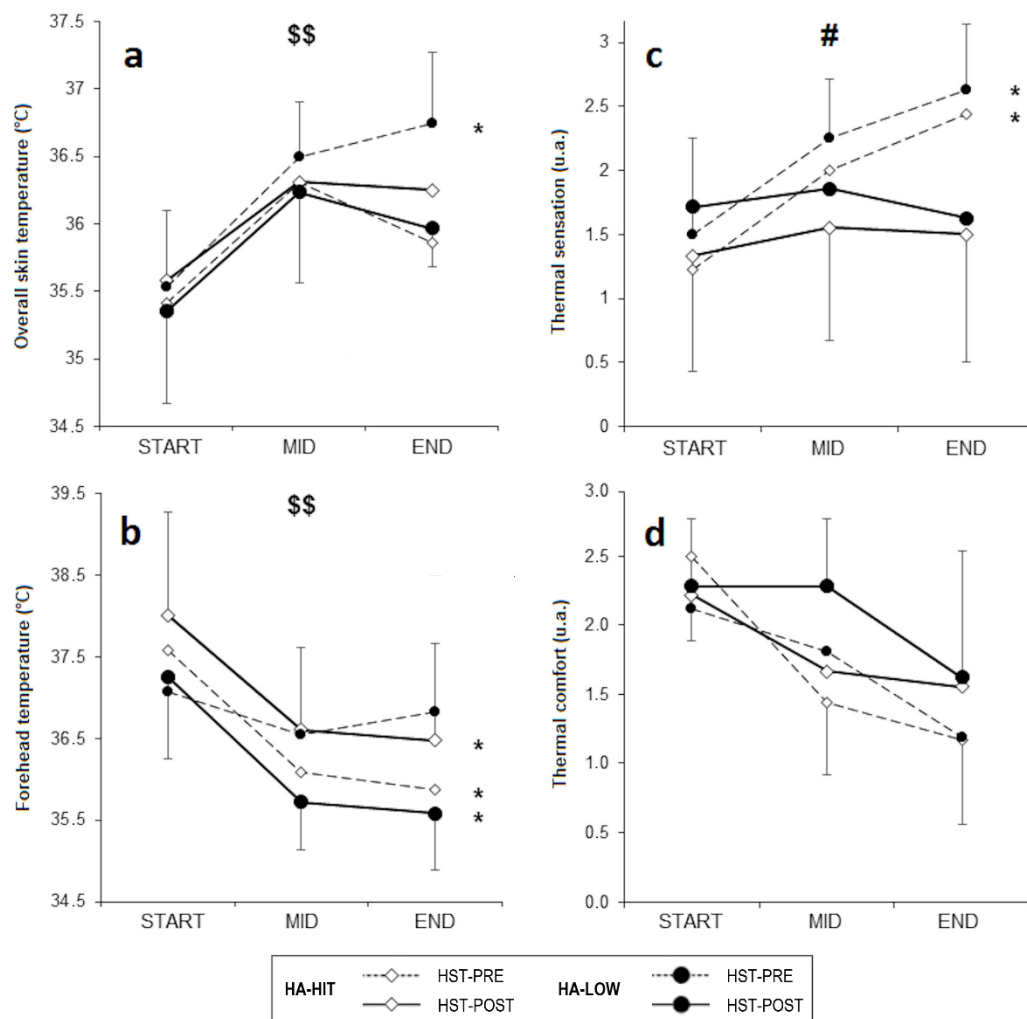 a
$$
Overall skin temperature (°C)
37.5
37
36.5
36
35.5
35
34.5
*
START MID END
c
#
Thermal sensation (u.a.)
3
2.5
2
1.5
1
0.5
0
*
*
START MID END
b
$$
Forehead temperature (°C)
39.5
38.5
37.5
36.5
35.5
34.5
*
*
*
START MID END
d
Thermal comfort (u.a.)
3.0
2.5
2.0
1.5
1.0
0.5
0.0
START MID END
HA-HIT HST-PRE HA-LOW HST-PRE
HST-POST HST-POST